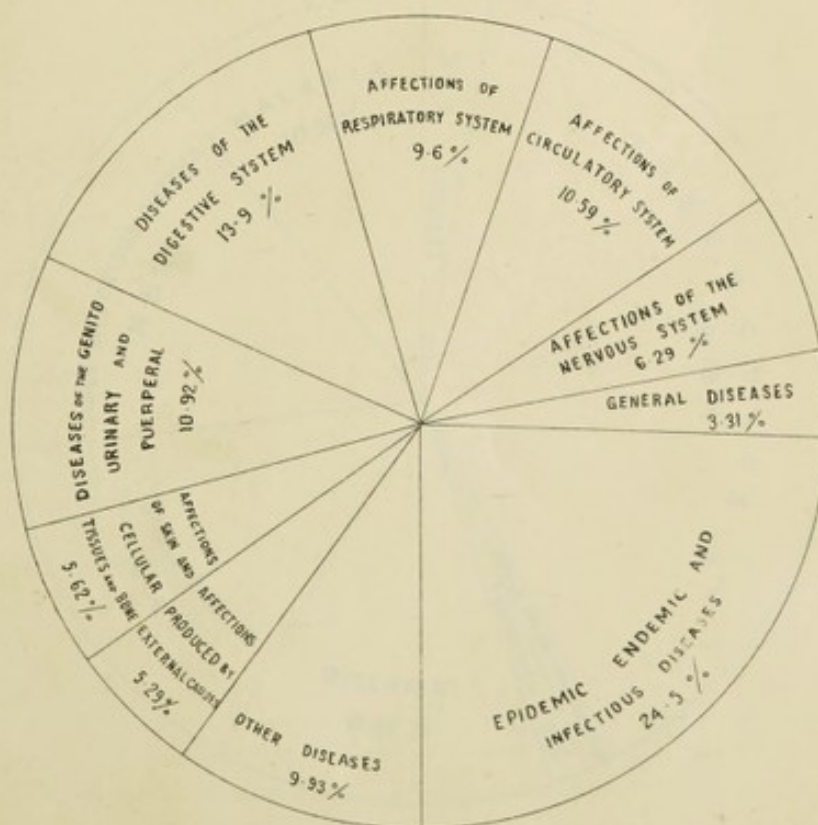 AFFECTIONS OF
RESPIRATORY SYSTEM
9·6 %
AFFECTIONS OF
CIRCULATORY SYSTEM
10·59 %
AFFECTIONS OF THE
NERVOUS SYSTEM
6·29 %
GENERAL DISEASES
3·31 %
EPIDEMIC ENDEMIC AND
INFECTIOUS DISEASES
24·5 %
OTHER DISEASES
9·93 %
AFFECTIONS
PRODUCED BY
EXTERNAL CAUSES
5·29 %
AFFECTIONS
OF SKIN AND
CELLULAR
TISSUES AND BONE
5·62 %
DISEASES OF THE GENITO
URINARY AND
PUERPERAL
10·92 %
DISEASES OF THE
DIGESTIVE SYSTEM
13·9 %